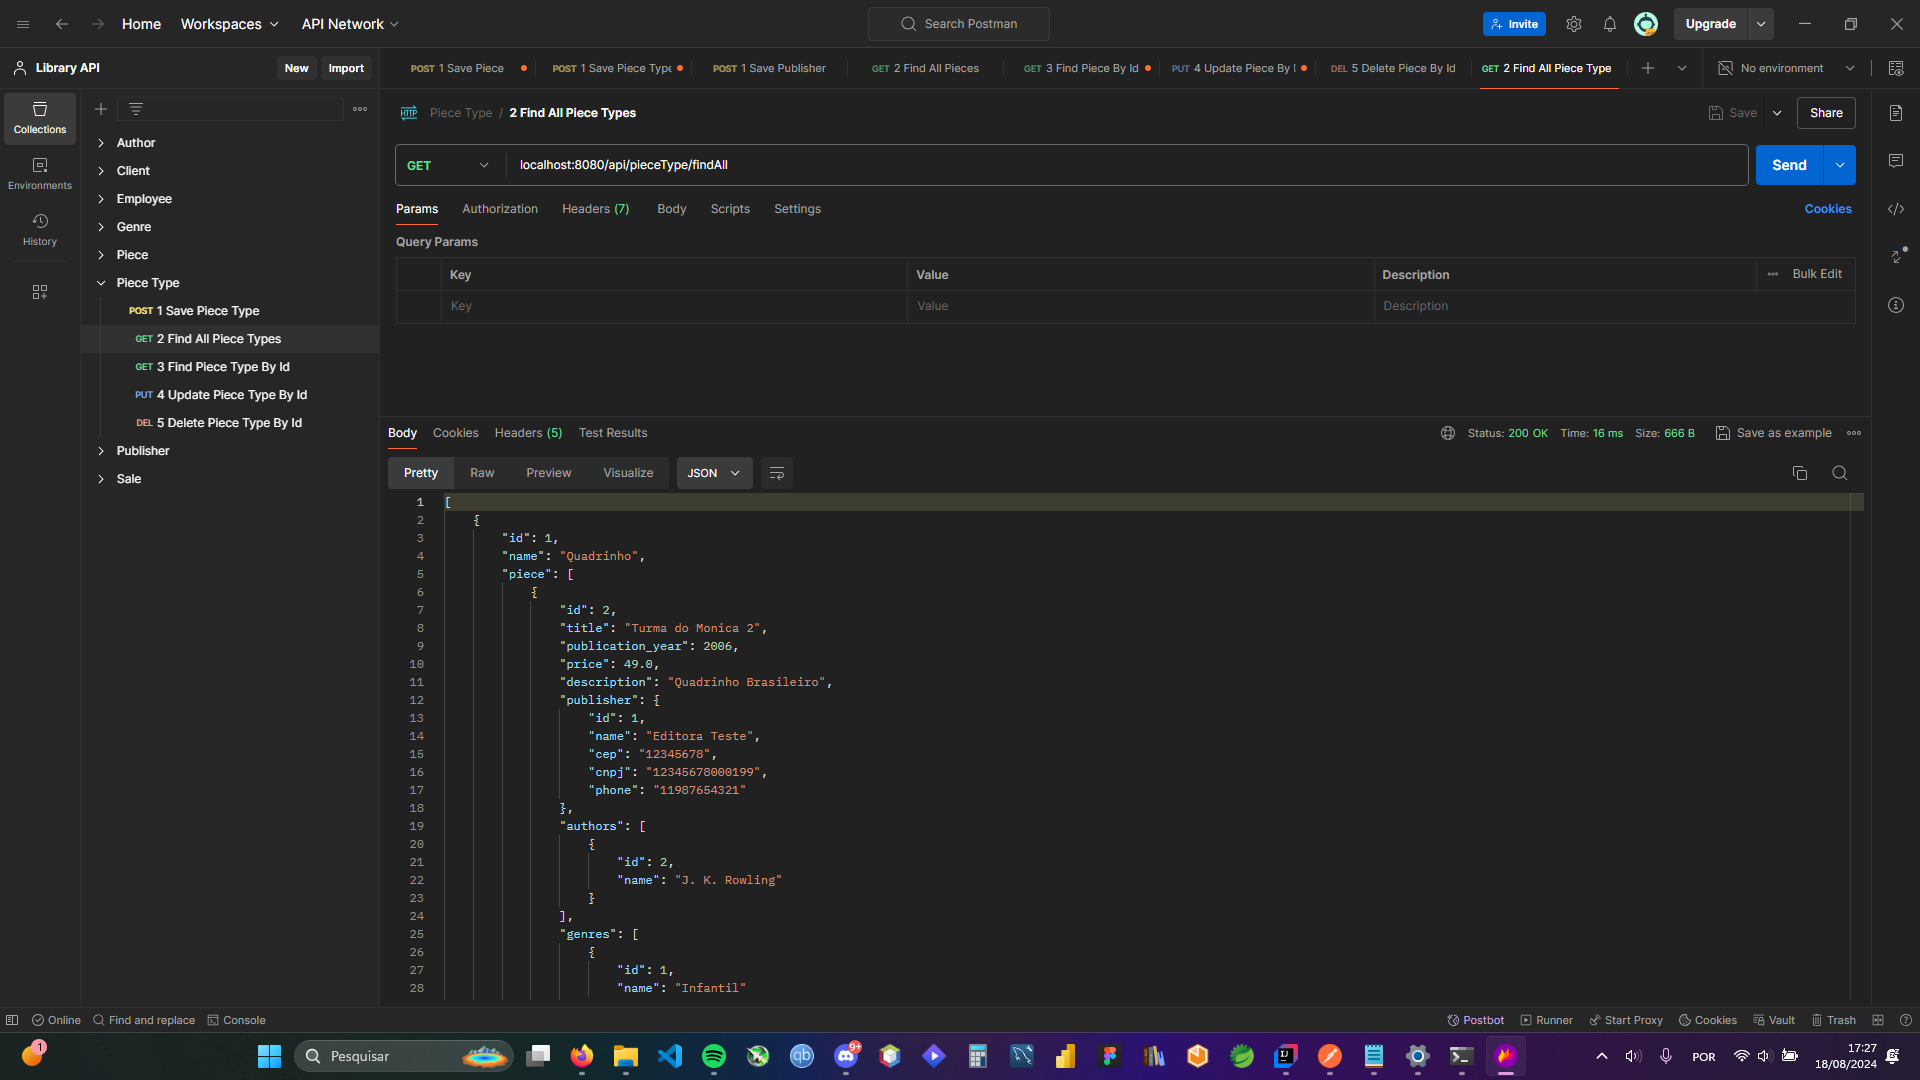 Home Workspaces API Network Search Postman Invite Upgrade
Library API New Import
POST 1 Save Piece POST 1 Save Piece Type POST 1 Save Publisher GET 2 Find All Pieces GET 3 Find Piece By Id PUT 4 Update Piece By I DEL 5 Delete Piece By Id GET 2 Find All Piece Type No environment
Collections
Environments
History
Author
Client
Employee
Genre
Piece
Piece Type
POST 1 Save Piece Type
GET 2 Find All Piece Types
GET 3 Find Piece Type By Id
PUT 4 Update Piece Type By Id
DEL 5 Delete Piece Type By Id
Publisher
Sale
HTTP Piece Type / 2 Find All Piece Types Save Share
GET localhost:8080/api/pieceType/findAll Send
Params Authorization Headers (7) Body Scripts Settings Cookies
Query Params
Key Value Description Bulk Edit
Key Value Description
Body Cookies Headers (5) Test Results Status: 200 OK Time: 16 ms Size: 666 B Save as example
Pretty Raw Preview Visualize JSON
1 [
2 {
3 "id": 1,
4 "name": "Quadrinho",
5 "piece": [
6 {
7 "id": 2,
8 "title": "Turma do Monica 2",
9 "publication_year": 2006,
10 "price": 49.0,
11 "description": "Quadrinho Brasileiro",
12 "publisher": {
13 "id": 1,
14 "name": "Editora Teste",
15 "cep": "12345678",
16 "cnpj": "12345678000199",
17 "phone": "11987654321"
18 },
19 "authors": [
20 {
21 "id": 2,
22 "name": "J. K. Rowling"
23 }
24 ],
25 "genres": [
26 {
27 "id": 1,
28 "name": "Infantil"
Online Find and replace Console Postbot Runner Start Proxy Cookies Vault Trash
1 Pesquisar 9+ POR 17:27
18/08/2024